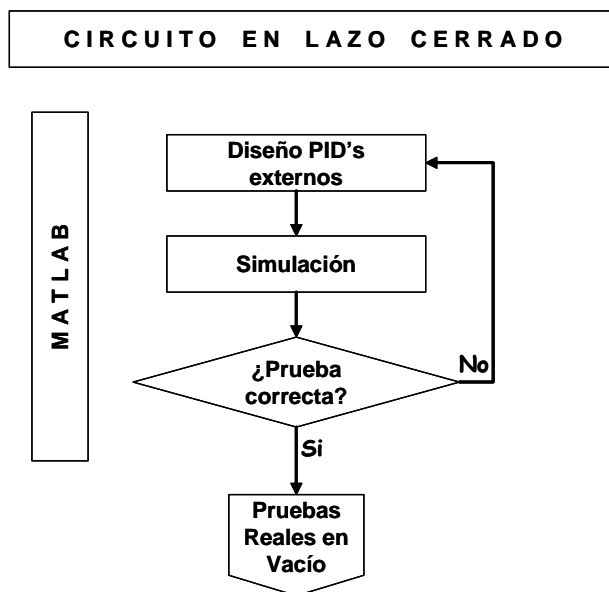 CIRCUITO EN LAZO CERRADO
MATLAB
Diseño PID's
externos
Simulación
¿Prueba
correcta?
No
Si
Pruebas
Reales en
Vacío